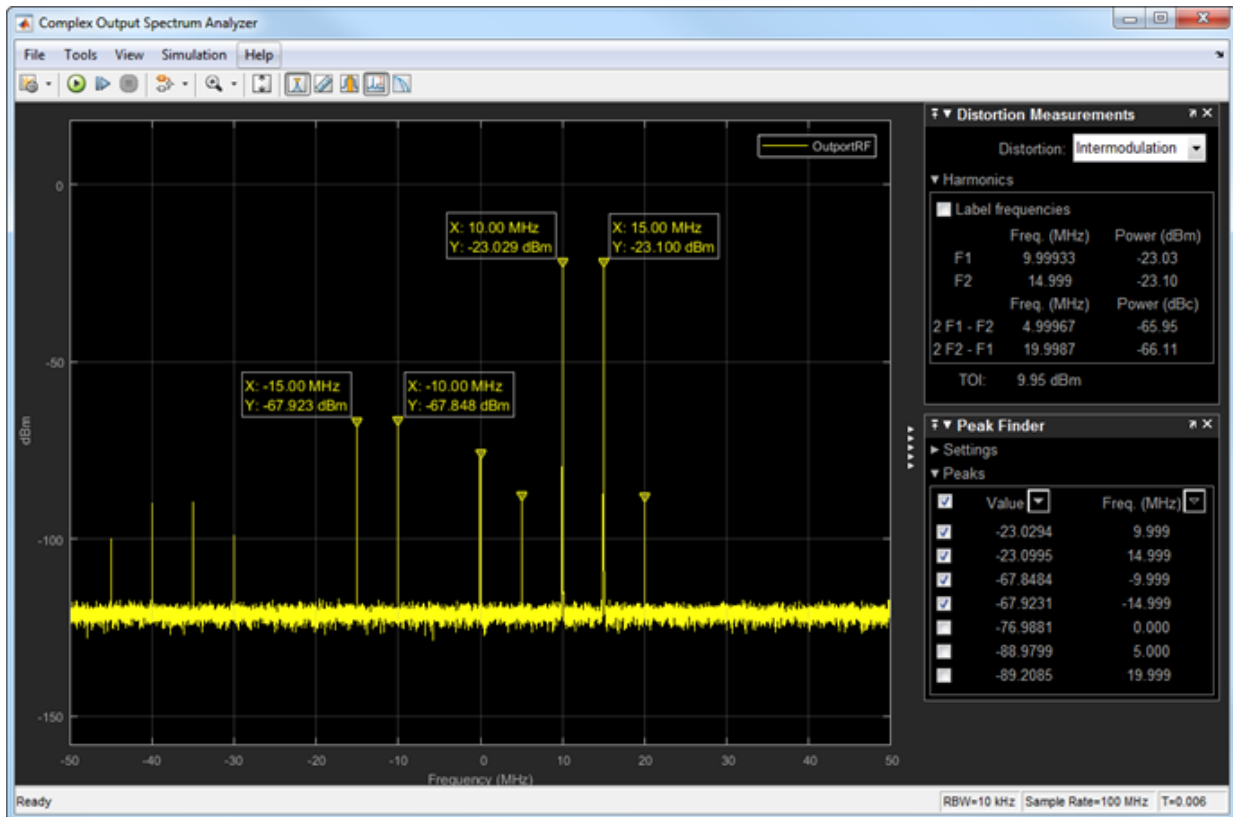 Complex Output Spectrum Analyzer
File Tools View Simulation Help
OutportRF
X: 10.00 MHz
Y: -23.029 dBm
X: 15.00 MHz
Y: -23.100 dBm
X: -15.00 MHz
Y: -67.923 dBm
X: -10.00 MHz
Y: -67.848 dBm
dBm
0
-50
-100
-150
-50 -40 -30 -20 -10 0 10 20 30 40 50
Frequency (MHz)
Distortion Measurements
Distortion: Intermodulation
Harmonics
Label frequencies
Freq. (MHz) Power (dBm)
F1 9.99933 -23.03
F2 14.999 -23.10
Freq. (MHz) Power (dBc)
2 F1 - F2 4.99967 -65.95
2 F2 - F1 19.9987 -66.11
TOI: 9.95 dBm
Peak Finder
Settings
Peaks
Value Freq. (MHz)
-23.0294 9.999
-23.0995 14.999
-67.8484 -9.999
-67.9231 -14.999
-76.9881 0.000
-88.9799 5.000
-89.2085 19.999
Ready
RBW=10 kHz Sample Rate=100 MHz T=0.006